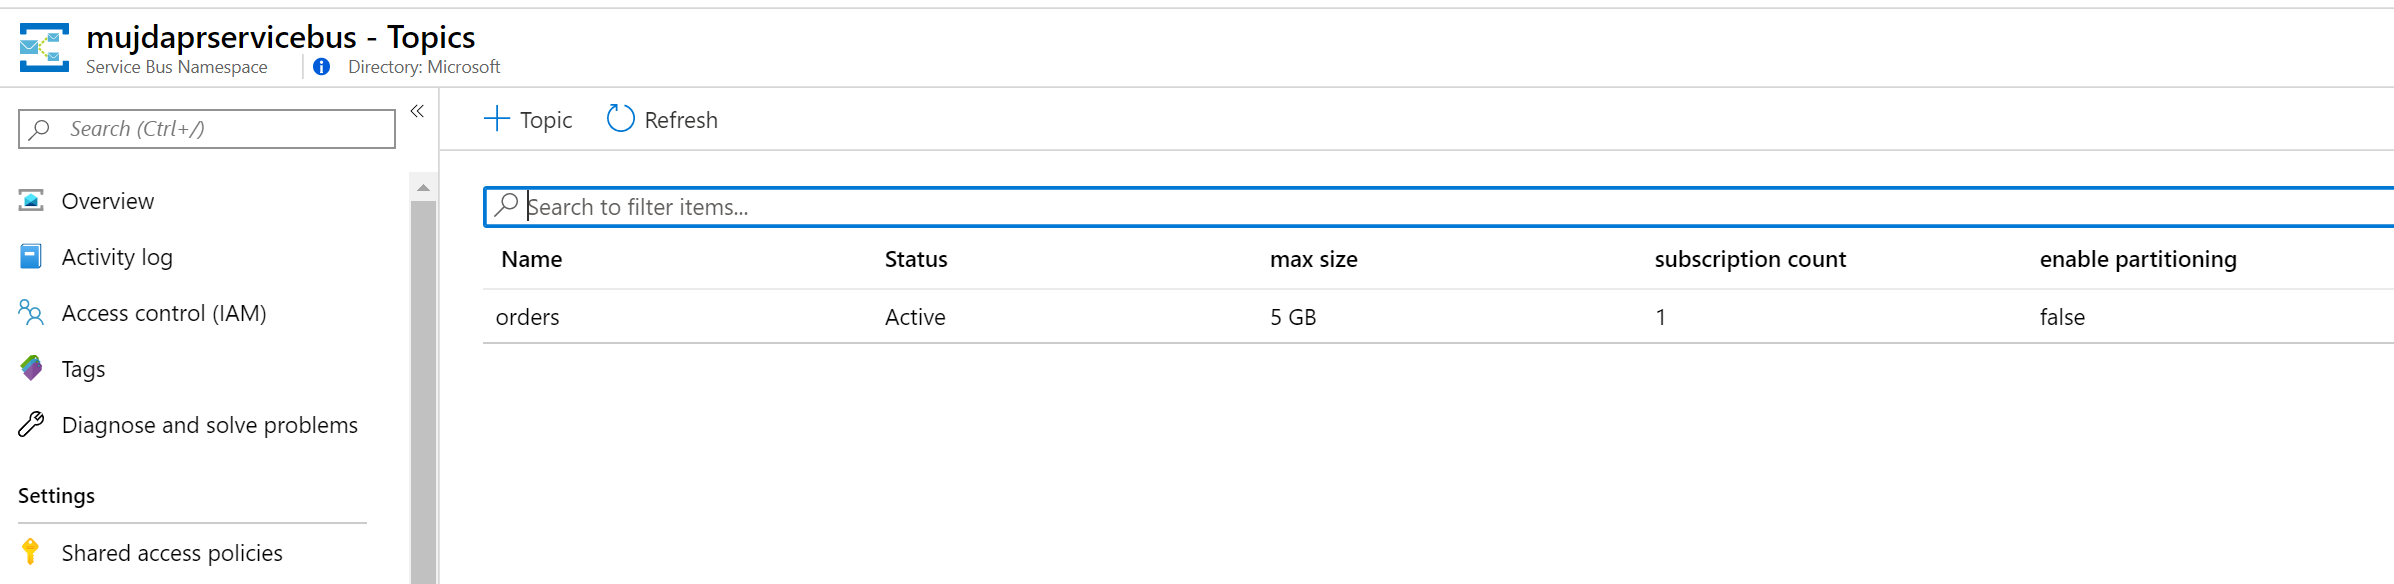 mujdaprservicebus - Topics
Service Bus Namespace
Directory: Microsoft
Search (Ctrl+/)
Overview
Activity log
Access control (IAM)
Tags
Diagnose and solve problems
Settings
Shared access policies
Topic Refresh
Search to filter items...
Name Status max size subscription count enable partitioning
orders Active 5 GB 1 false